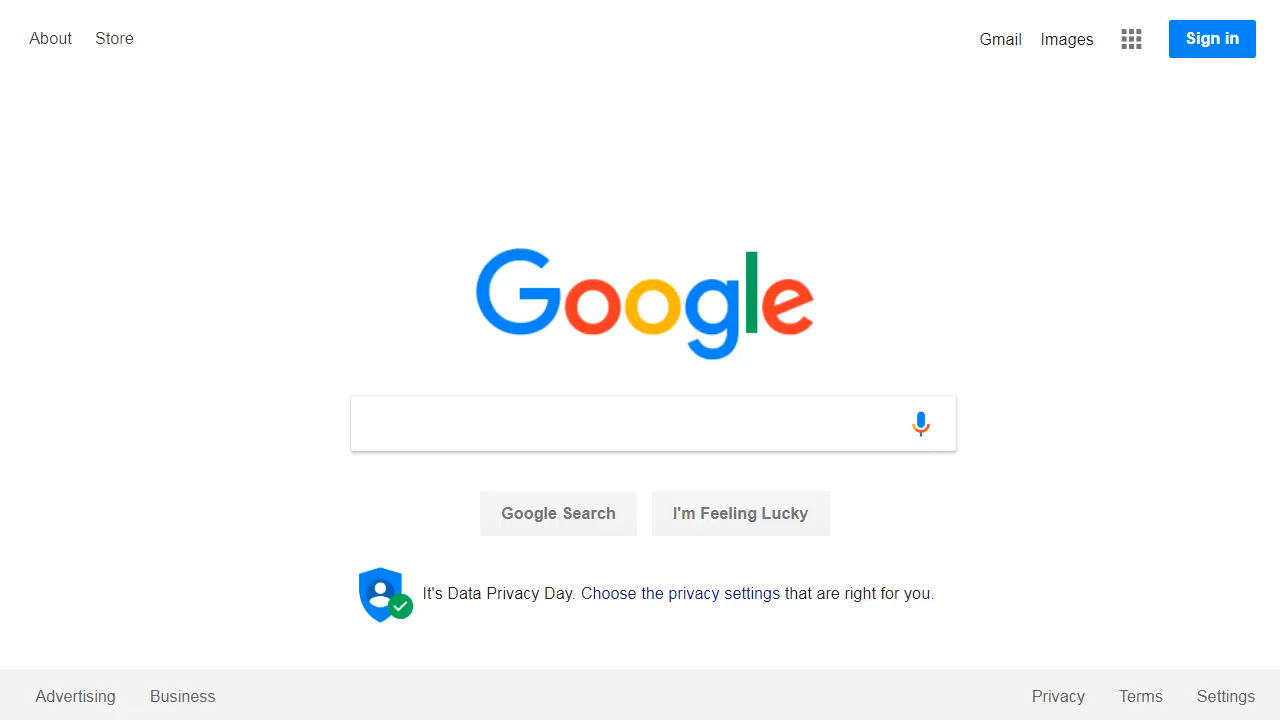 About Store Gmail Images Sign in
Google
Google Search I'm Feeling Lucky
It's Data Privacy Day. Choose the privacy settings that are right for you.
Advertising Business Privacy Terms Settings